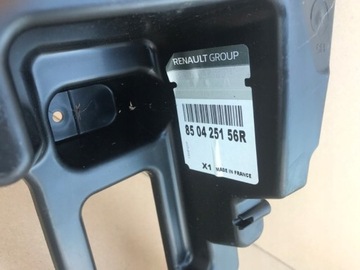 RENAULT GROUP
85 04 251 56R
X1 MADE IN FRANCE